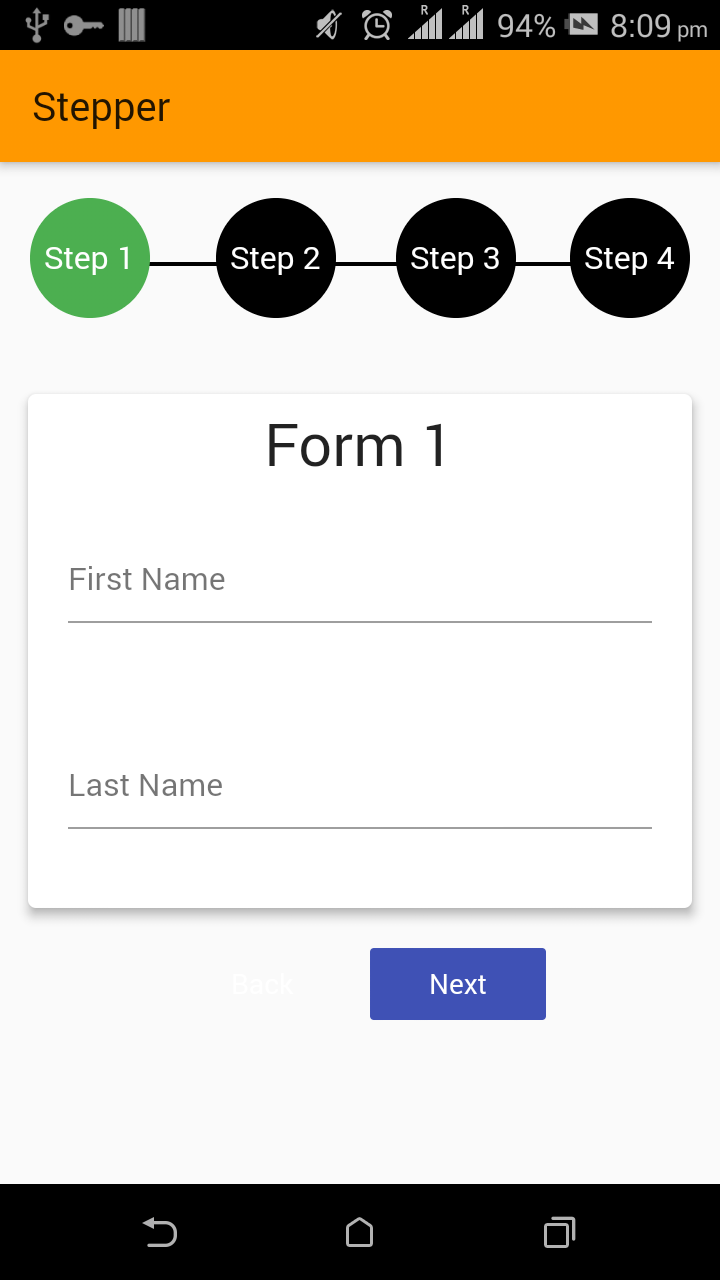 R R 94% 8:09 pm
Stepper
Step 1 Step 2 Step 3 Step 4
Form 1
First Name
Last Name
Back Next